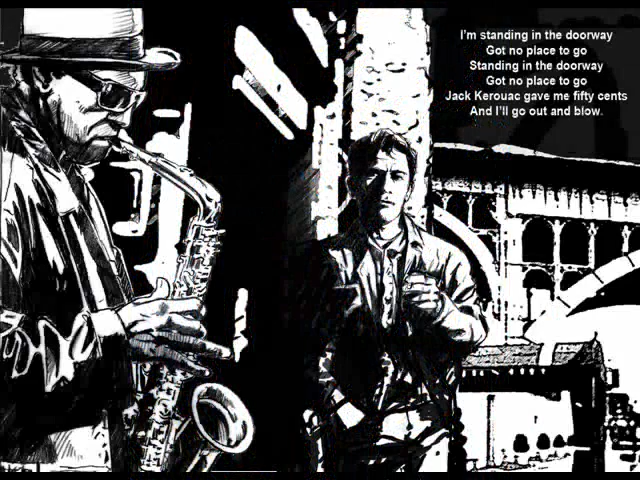 I'm standing in the doorway
Got no place to go
Standing in the doorway
Got no place to go
Jack Kerouac gave me fifty cents
And I'll go out and blow.